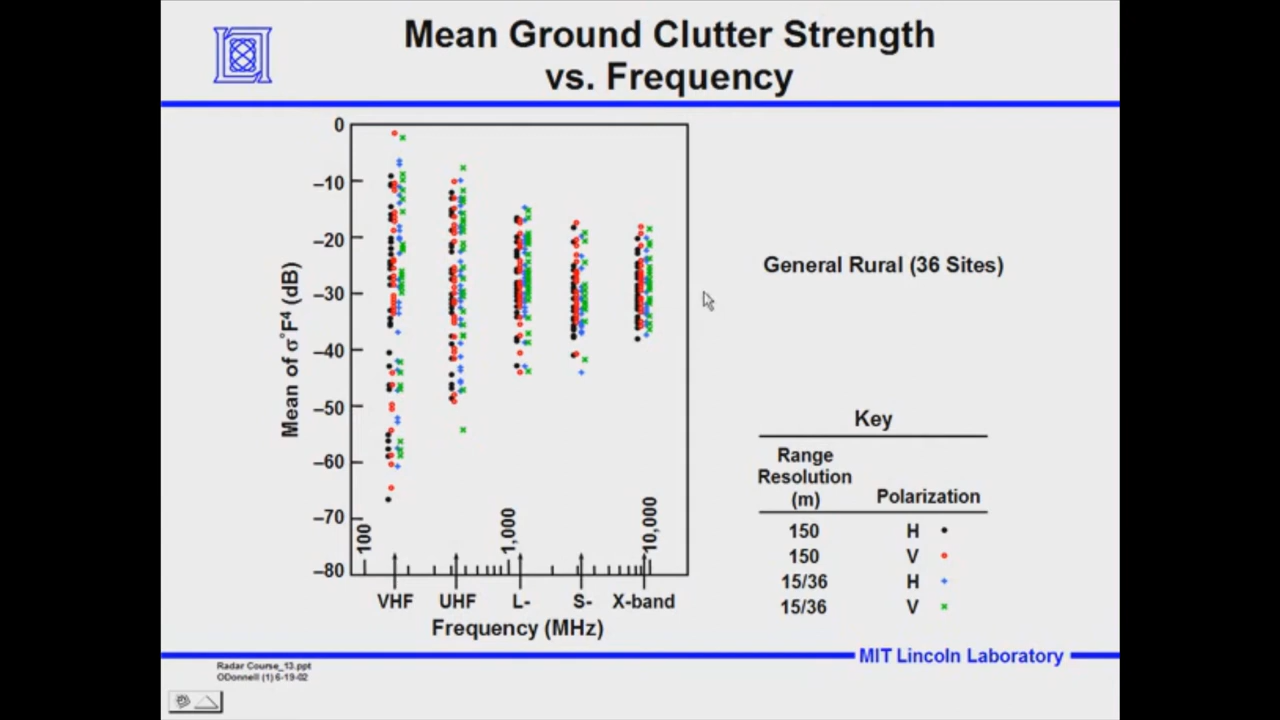 Mean Ground Clutter Strength
vs. Frequency
0
–10
–20
–30
–40
–50
–60
–70
–80
Mean of σ°F⁴ (dB)
100
1,000
10,000
VHF UHF L- S- X-band
Frequency (MHz)
General Rural (36 Sites)
Key
Range
Resolution
(m)
Polarization
150 H
150 V
15/36 H
15/36 V
MIT Lincoln Laboratory
Radar Course_13.ppt
ODonnell (1) 6-19-02